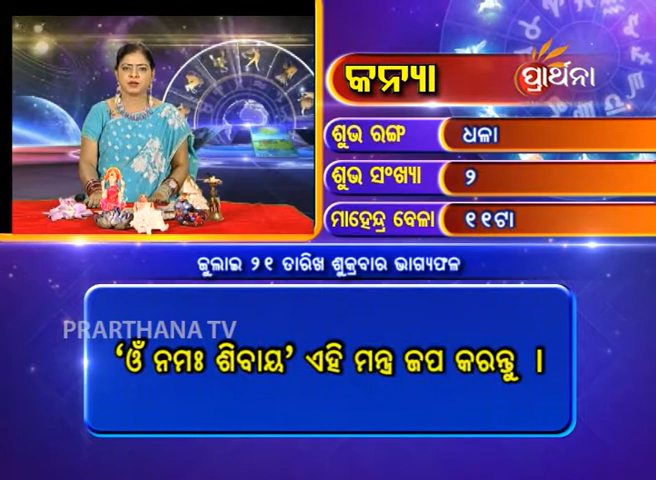 କନ୍ୟା
ପ୍ରାର୍ଥନା
ଶୁଭ ରଙ୍ଗ ଧଳା
ଶୁଭ ସଂଖ୍ୟା ୨
ମାହେନ୍ଦ୍ର ବେଳା ୧୧ଟା
ଜୁଲାଇ ୨୧ ତାରିଖ ଶୁକ୍ରବାର ଭାଗ୍ୟଫଳ
PRARTHANA TV
‘ଓଁ ନମଃ ଶିବାୟ’ ଏହି ମନ୍ତ୍ର ଜପ କରନ୍ତୁ ।